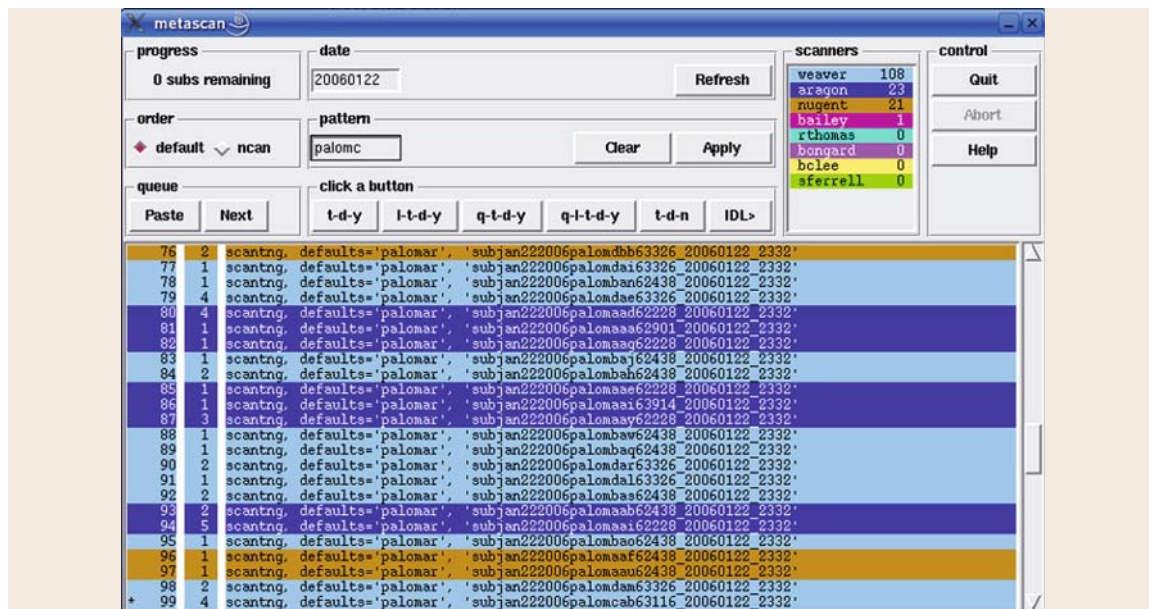 metascan
progress
0 subs remaining
date
20060122
Refresh
scanners
weaver 108
aragon 23
nugent 21
bailey 1
rthomas 0
bongard 0
bclee 0
sferrell 0
control
Quit
Abort
Help
order
default
ncan
pattern
palomc
Clear
Apply
queue
Paste
Next
click a button
t-d-y
l-t-d-y
q-t-d-y
q-l-t-d-y
t-d-n
IDL>
76 2 scantng, defaults='palomar', 'subjan222006palomdbb63326_20060122_2332'
77 1 scantng, defaults='palomar', 'subjan222006palomdai63326_20060122_2332'
78 1 scantng, defaults='palomar', 'subjan222006palomban62438_20060122_2332'
79 4 scantng, defaults='palomar', 'subjan222006palomdae63326_20060122_2332'
80 4 scantng, defaults='palomar', 'subjan222006palomaad62228_20060122_2332'
81 1 scantng, defaults='palomar', 'subjan222006palomaaa62901_20060122_2332'
82 1 scantng, defaults='palomar', 'subjan222006palomaag62228_20060122_2332'
83 1 scantng, defaults='palomar', 'subjan222006palombaj62438_20060122_2332'
84 2 scantng, defaults='palomar', 'subjan222006palombah62438_20060122_2332'
85 1 scantng, defaults='palomar', 'subjan222006palomaae62228_20060122_2332'
86 1 scantng, defaults='palomar', 'subjan222006palomaai63914_20060122_2332'
87 3 scantng, defaults='palomar', 'subjan222006palomaay62228_20060122_2332'
88 1 scantng, defaults='palomar', 'subjan222006palombaw62438_20060122_2332'
89 1 scantng, defaults='palomar', 'subjan222006palombaq62438_20060122_2332'
90 2 scantng, defaults='palomar', 'subjan222006palomdar63326_20060122_2332'
91 1 scantng, defaults='palomar', 'subjan222006palomdal63326_20060122_2332'
92 2 scantng, defaults='palomar', 'subjan222006palombas62438_20060122_2332'
93 2 scantng, defaults='palomar', 'subjan222006palomaab62438_20060122_2332'
94 5 scantng, defaults='palomar', 'subjan222006palomaai62228_20060122_2332'
95 1 scantng, defaults='palomar', 'subjan222006palombao62438_20060122_2332'
96 1 scantng, defaults='palomar', 'subjan222006palomaaf62438_20060122_2332'
97 1 scantng, defaults='palomar', 'subjan222006palomaau62438_20060122_2332'
98 2 scantng, defaults='palomar', 'subjan222006palomdam63326_20060122_2332'
* 99 4 scantng, defaults='palomar', 'subjan222006palomcab63116_20060122_2332'